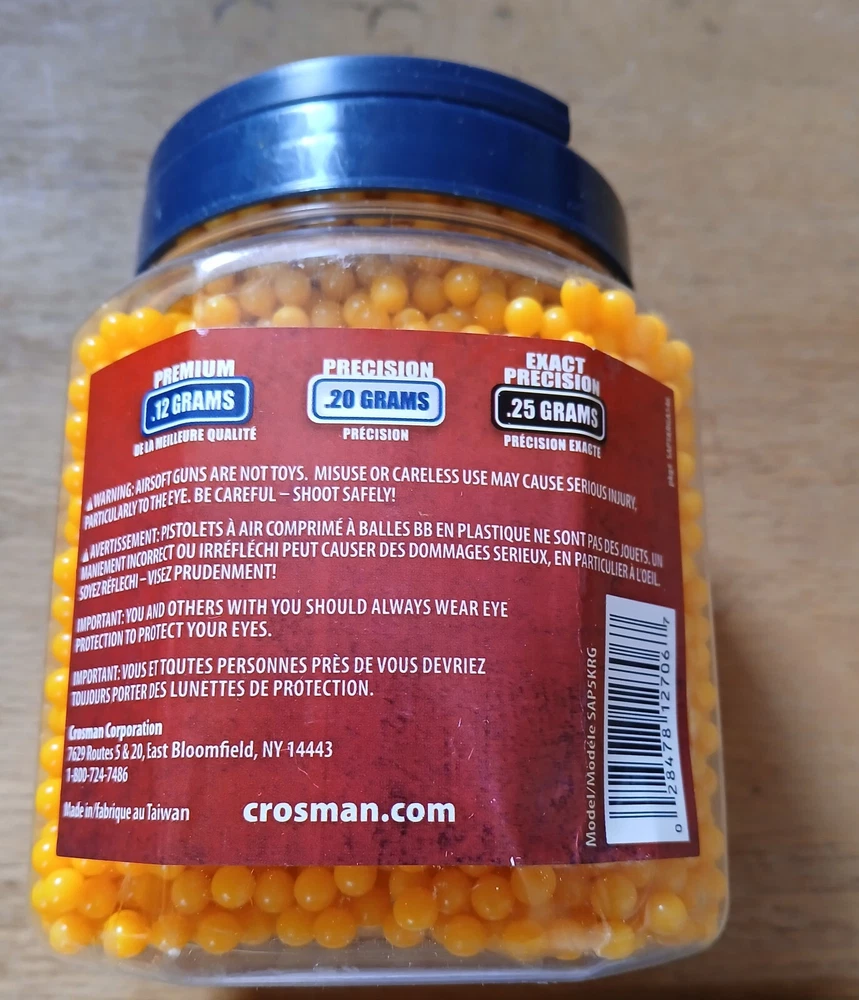 PREMIUM
.12 GRAMS
DE LA MEILLEURE QUALITÉ
PRECISION
.20 GRAMS
PRÉCISION
EXACT
PRECISION
.25 GRAMS
PRÉCISION EXACTE
WARNING: AIRSOFT GUNS ARE NOT TOYS. MISUSE OR CARELESS USE MAY CAUSE SERIOUS INJURY,
PARTICULARLY TO THE EYE. BE CAREFUL – SHOOT SAFELY!
AVERTISSEMENT: PISTOLETS À AIR COMPRIMÉ À BALLES BB EN PLASTIQUE NE SONT PAS DES JOUETS. UN
MANIEMENT INCORRECT OU IRRÉFLÉCHI PEUT CAUSER DES DOMMAGES SERIEUX, EN PARTICULIER À L'OEIL.
SOYEZ RÉFLECHI – VISEZ PRUDENMENT!
IMPORTANT: YOU AND OTHERS WITH YOU SHOULD ALWAYS WEAR EYE
PROTECTION TO PROTECT YOUR EYES.
IMPORTANT: VOUS ET TOUTES PERSONNES PRÈS DE VOUS DEVRIEZ
TOUJOURS PORTER DES LUNETTES DE PROTECTION.
Crosman Corporation
7629 Routes 5 & 20, East Bloomfield, NY 14443
1-800-724-7486
Made in/fabrique au Taiwan
crosman.com
Model/Modéle SAP5KRG
0 28478 12706 7